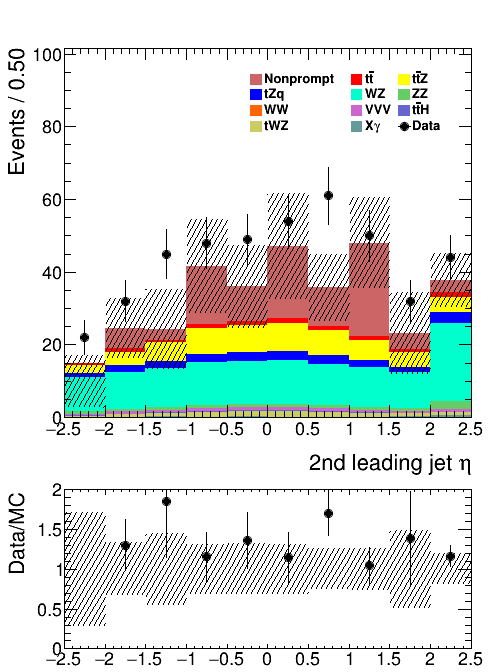 Events / 0.50
100
80
60
40
20
0
Nonprompt tt̄ tt̄Z
tZq WZ ZZ
WW VVV tt̄H
tWZ Xγ Data
−2.5 −2 −1.5 −1 −0.5 0 0.5 1 1.5 2 2.5
2nd leading jet η
Data/MC
2
1.5
1
0.5
0
−2.5 −2 −1.5 −1 −0.5 0 0.5 1 1.5 2 2.5